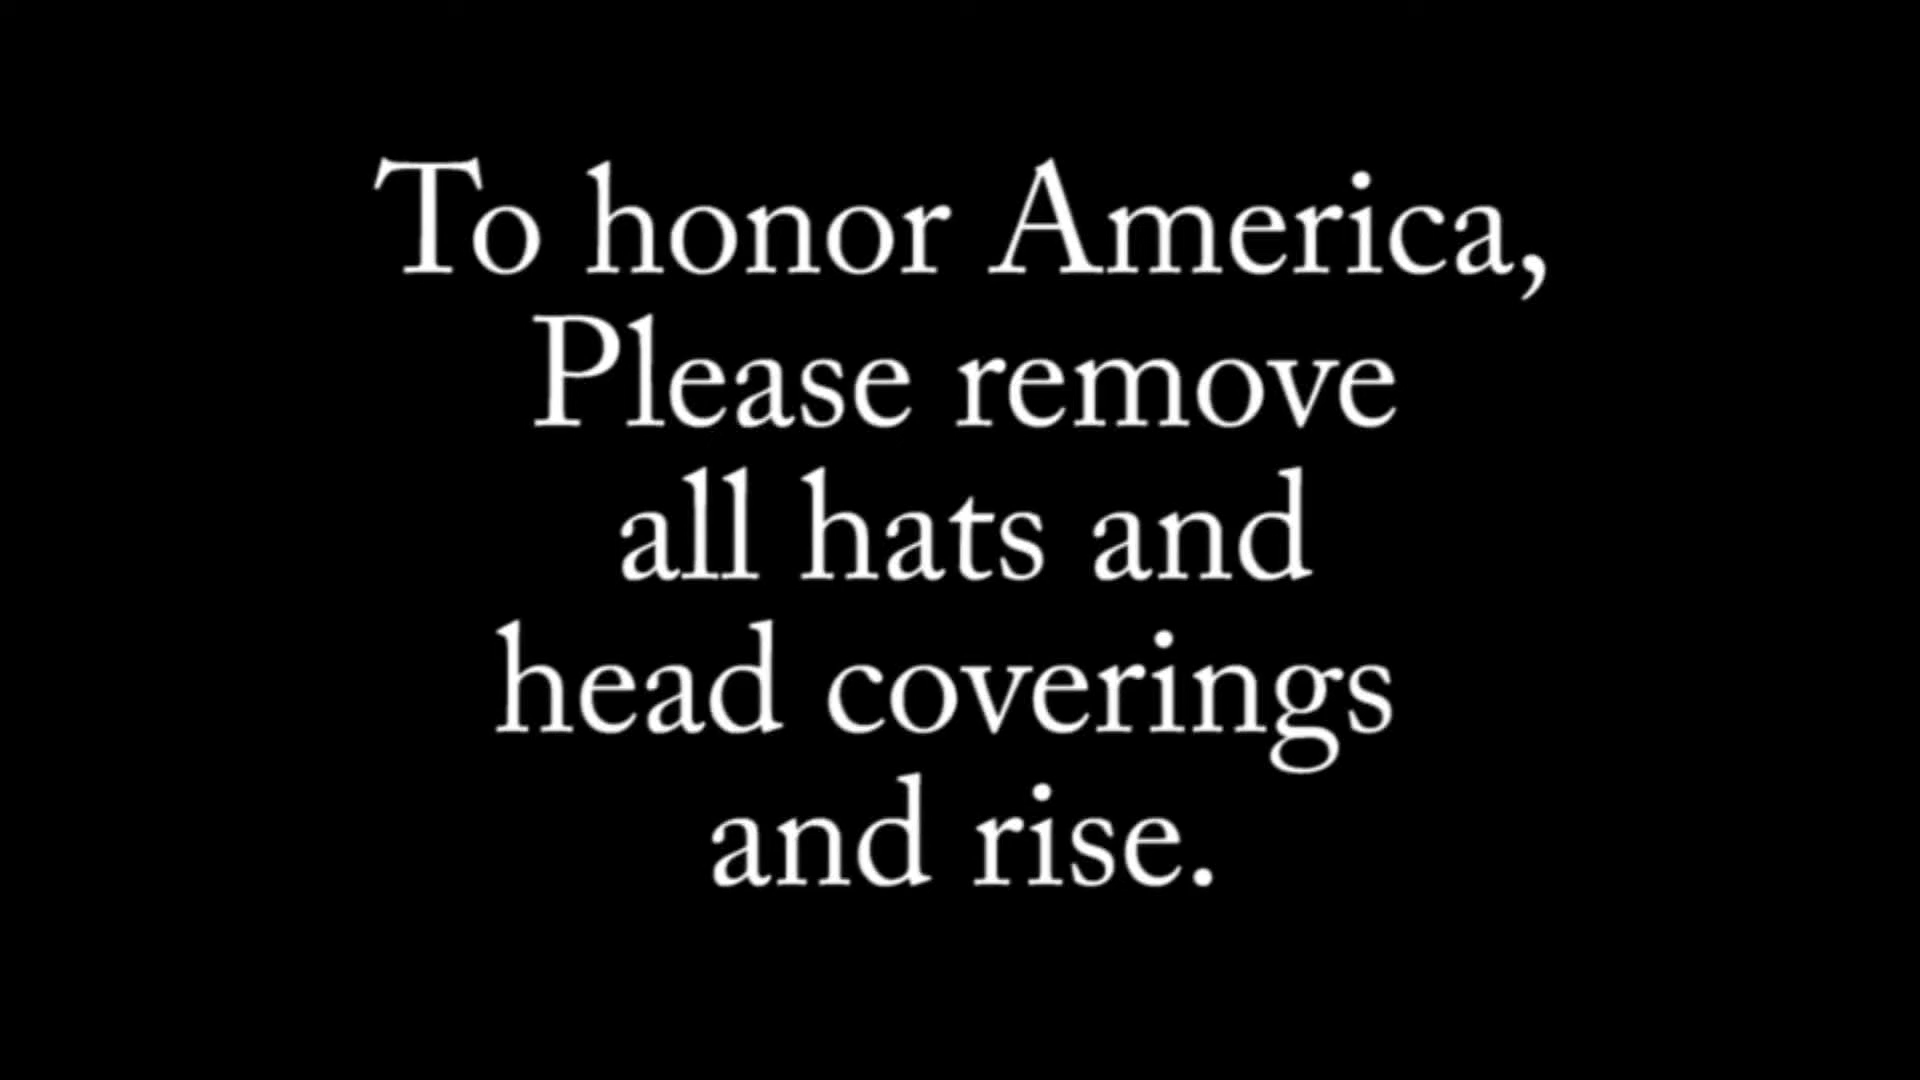 To honor America,
Please remove
all hats and
head coverings
and rise.